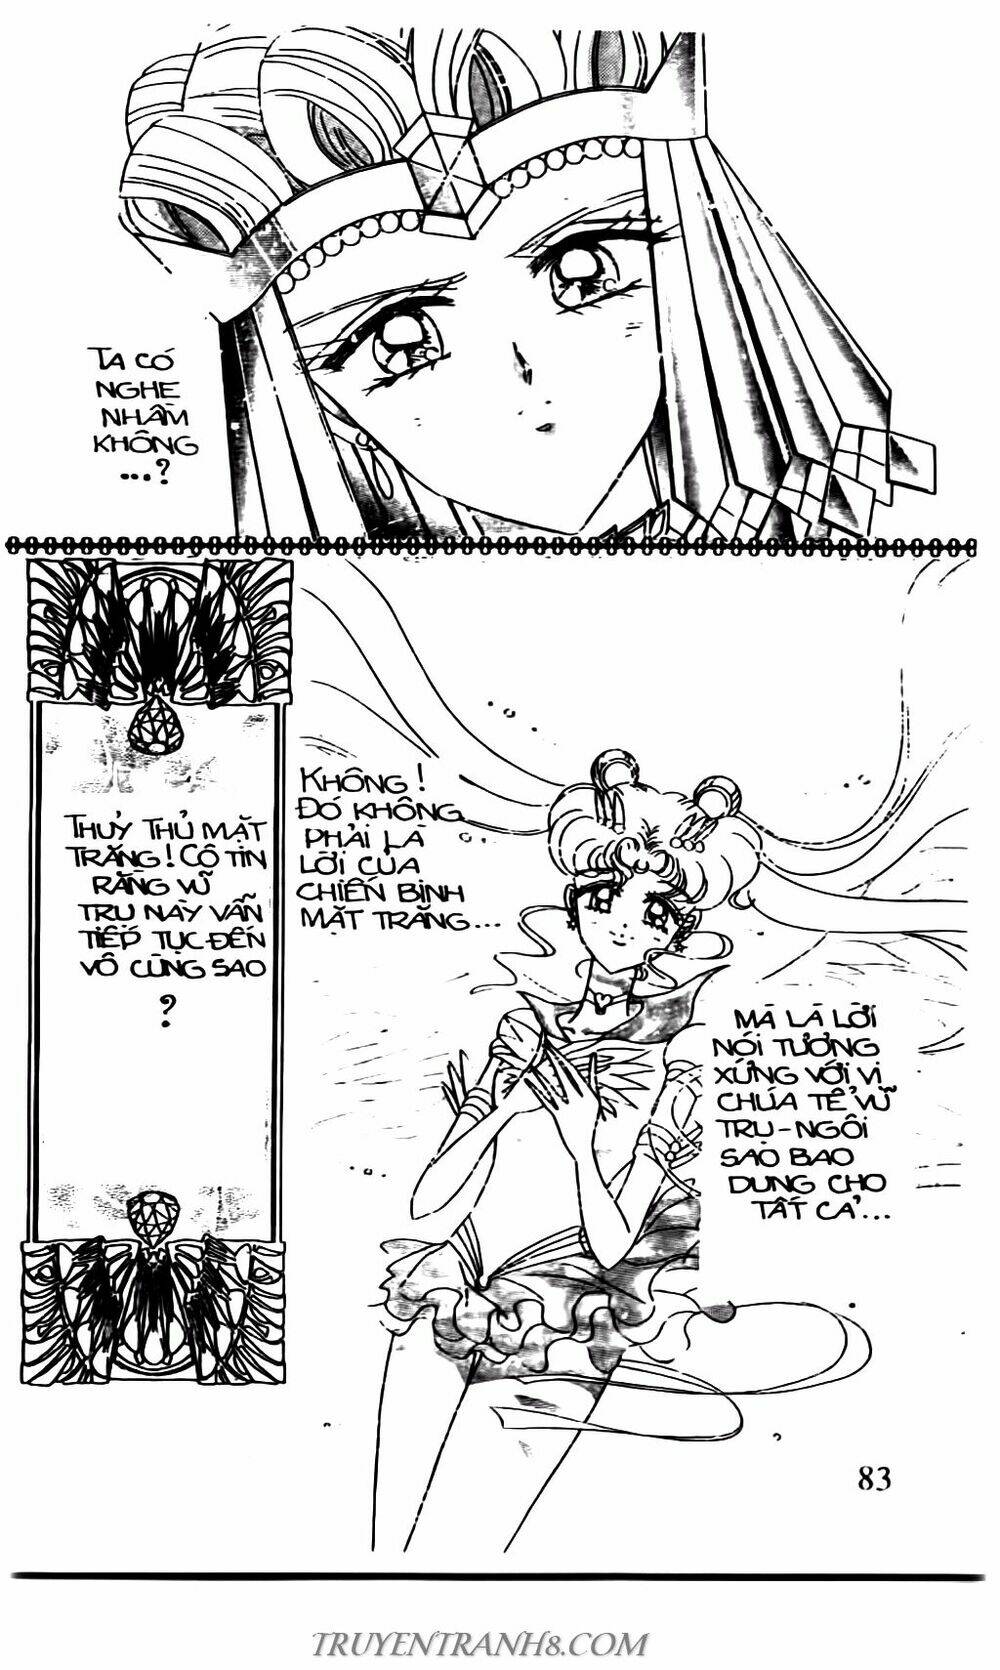 TA CÓ
NGHE
NHẦM
KHÔNG
...?
THUỶ THỦ MẶT
TRĂNG! CÔ TIN
RẰNG VŨ
TRỤ NÀY VẪN
TIẾP TỤC ĐẾN
VÔ CÙNG SAO
?
KHÔNG!
ĐÓ KHÔNG
PHẢI LÀ
LỜI CỦA
CHIẾN BINH
MẶT TRĂNG...
MÀ LÀ LỜI
NÓI TƯƠNG
XỨNG VỚI VỊ
CHÚA TỂ VŨ
TRỤ-NGÔI
SAO BAO
DUNG CHO
TẤT CẢ...
83
TRUYENTRANH8.COM